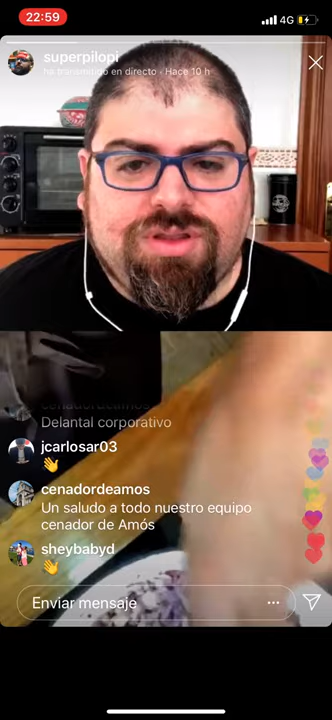 22:59
4G
superpilopi
ha transmitido en directo · Hace 10 h
cenadordeamos
Delantal corporativo
jcarlosar03
👋
cenadordeamos
Un saludo a todo nuestro equipo
cenador de Amós
sheybabyd
👋
Enviar mensaje